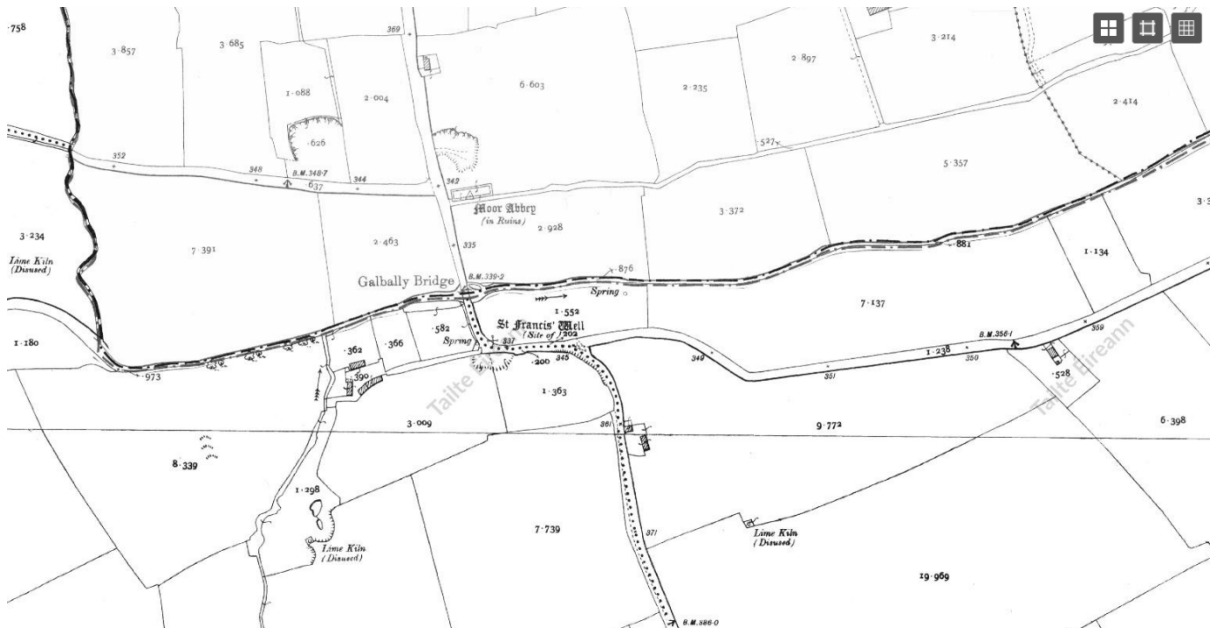 ·758
3·857
3·685
369
1·088
2·004
·626
6·603
2·235
2·897
3·214
2·414
527
352
348
B.M.348·7
·637
344
342
Moor Abbey
(in Ruins)
2·928
3·372
5·357
3·234
Lime Kiln
(Disused)
7·391
2·463
335
Galbally Bridge
B.M.339·2
·876
Spring
·881
1·134
7·137
1·552
St Francis' Well
(Site of)
·202
·582
Spring
337
·366
·362
·390
·200
345
1·363
349
351
1·238
350
B.M.356·1
359
·528
1·180
·973
Tailte Éireann
Tailte Éireann
3·009
361
9·772
6·398
8·339
1·298
Lime Kiln
(Disused)
7·739
371
Lime Kiln
(Disused)
19·969
B.M.386·0